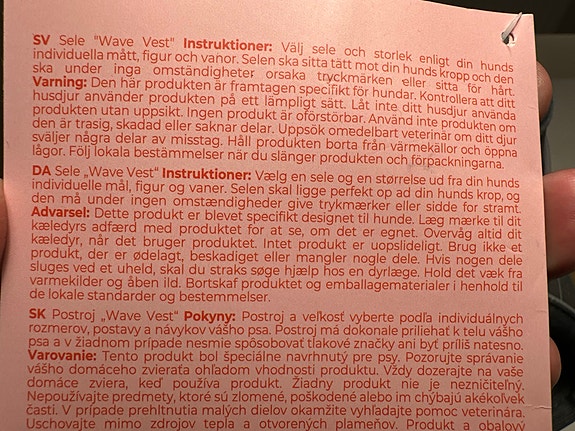 SV Sele "Wave Vest" Instruktioner: Välj sele och storlek enligt din hunds
individuella mått, figur och vanor. Selen ska sitta tätt mot din hunds kropp och den
ska under inga omständigheter orsaka tryckmärken eller sitta för hårt.
Varning: Den här produkten är framtagen specifikt för hundar. Kontrollera att ditt
husdjur använder produkten på ett lämpligt sätt. Låt inte ditt husdjur använda
produkten utan uppsikt. Ingen produkt är oförstörbar. Använd inte produkten om
den är trasig, skadad eller saknar delar. Uppsök omedelbart veterinär om ditt djur
sväljer några delar av misstag. Håll produkten borta från värmekällor och öppna
lågor. Följ lokala bestämmelser när du slänger produkten och förpackningarna.
DA Sele „Wave Vest" Instruktioner: Vælg en sele og en størrelse ud fra din hunds
individuelle mål, figur og vaner. Selen skal ligge perfekt op ad din hunds krop, og
den må under ingen omstændigheder give trykmærker eller sidde for stramt.
Advarsel: Dette produkt er blevet specifikt designet til hunde. Læg mærke til dit
kæledyrs adfærd med produktet for at se, om det er egnet. Overvåg altid dit
kæledyr, når det bruger produktet. Intet produkt er uopslideligt. Brug ikke et
produkt, der er ødelagt, beskadiget eller mangler nogle dele. Hvis nogen dele
sluges ved et uheld, skal du straks søge hjælp hos en dyrlæge. Hold det væk fra
varmekilder og åben ild. Bortskaf produktet og emballagematerialer i henhold til
de lokale standarder og bestemmelser.
SK Postroj „Wave Vest" Pokyny: Postroj a veľkosť vyberte podľa individuálnych
rozmerov, postavy a návykov vášho psa. Postroj má dokonale priliehať k telu vášho
psa a v žiadnom prípade nesmie spôsobovať tlakové značky ani byť príliš natesno.
Varovanie: Tento produkt bol špeciálne navrhnutý pre psy. Pozorujte správanie
vášho domáceho zvieraťa ohľadom vhodnosti produktu. Vždy dozerajte na vaše
domáce zviera, keď používa produkt. Žiadny produkt nie je nezničiteľný.
Nepoužívajte predmety, ktoré sú zlomené, poškodené alebo im chýbajú akékoľvek
časti. V prípade prehltnutia malých dielov okamžite vyhľadajte pomoc veterinára.
Uschovajte mimo zdrojov tepla a otvorených plameňov. Produkt a obalový